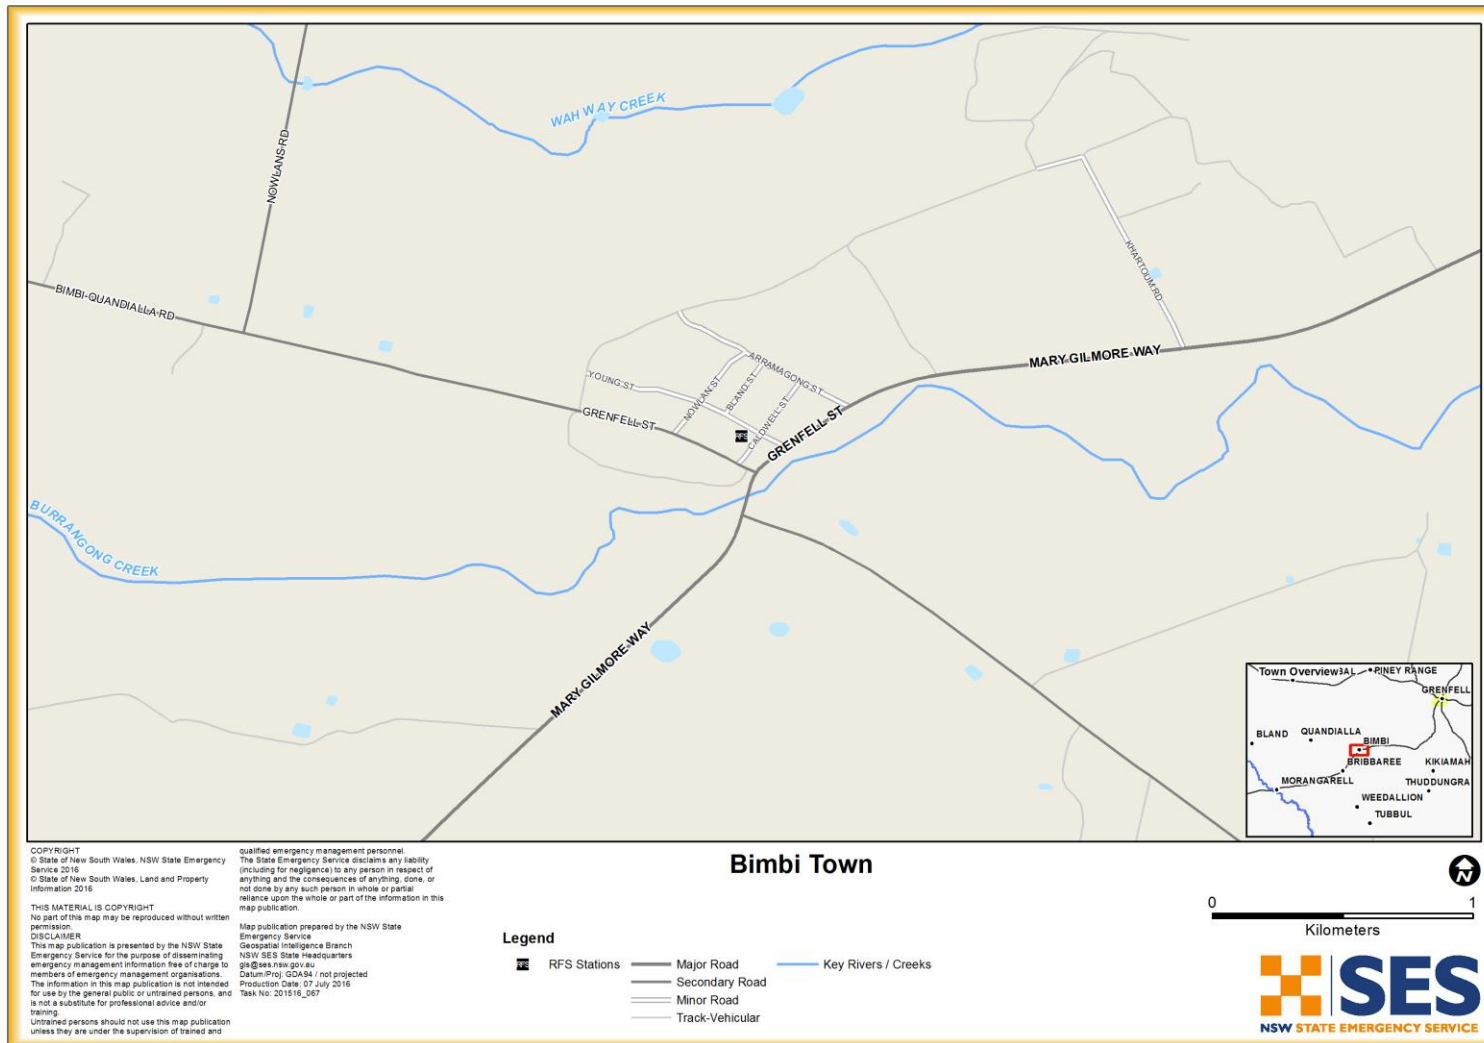 WAH WAY CREEK
NOWLANS RD
BIMBI-QUANDIALLA RD
KHARTOUM RD
MARY GILMORE WAY
ARRAMAGONG ST
YOUNG ST
NOWLAN ST
BLAND ST
CALDWELL ST
GRENFELL ST
GRENFELL ST
RFS
BURRANGONG CREEK
MARY GILMORE WAY
Town Overview
BAL
PINEY RANGE
GRENFELL
BLAND
QUANDIALLA
BIMBI
BRIBBAREE
KIKIAMAH
MORANGARELL
THUDDUNGRA
WEEDALLION
TUBBUL
COPYRIGHT
© State of New South Wales, NSW State Emergency
Service 2016
© State of New South Wales, Land and Property
Information 2016
THIS MATERIAL IS COPYRIGHT
No part of this map may be reproduced without written
permission.
DISCLAIMER
This map publication is presented by the NSW State
Emergency Service for the purpose of disseminating
emergency management information free of charge to
members of emergency management organisations.
The information in this map publication is not intended
for use by the general public or untrained persons, and
is not a substitute for professional advice and/or
training.
Untrained persons should not use this map publication
unless they are under the supervision of trained and
qualified emergency management personnel.
The State Emergency Service disclaims any liability
(including for negligence) to any person in respect of
anything and the consequences of anything, done, or
not done by any such person in whole or partial
reliance upon the whole or part of the information in this
map publication.
Map publication prepared by the NSW State
Emergency Service
Geospatial Intelligence Branch
NSW SES State Headquarters
gis@ses.nsw.gov.au
Datum/Proj: GDA94 / not projected
Production Date: 07 July 2016
Task No: 201516_067
Bimbi Town
Legend
RFS
RFS Stations
Major Road
Secondary Road
Minor Road
Track-Vehicular
Key Rivers / Creeks
N
0 1
Kilometers
SES
NSW STATE EMERGENCY SERVICE